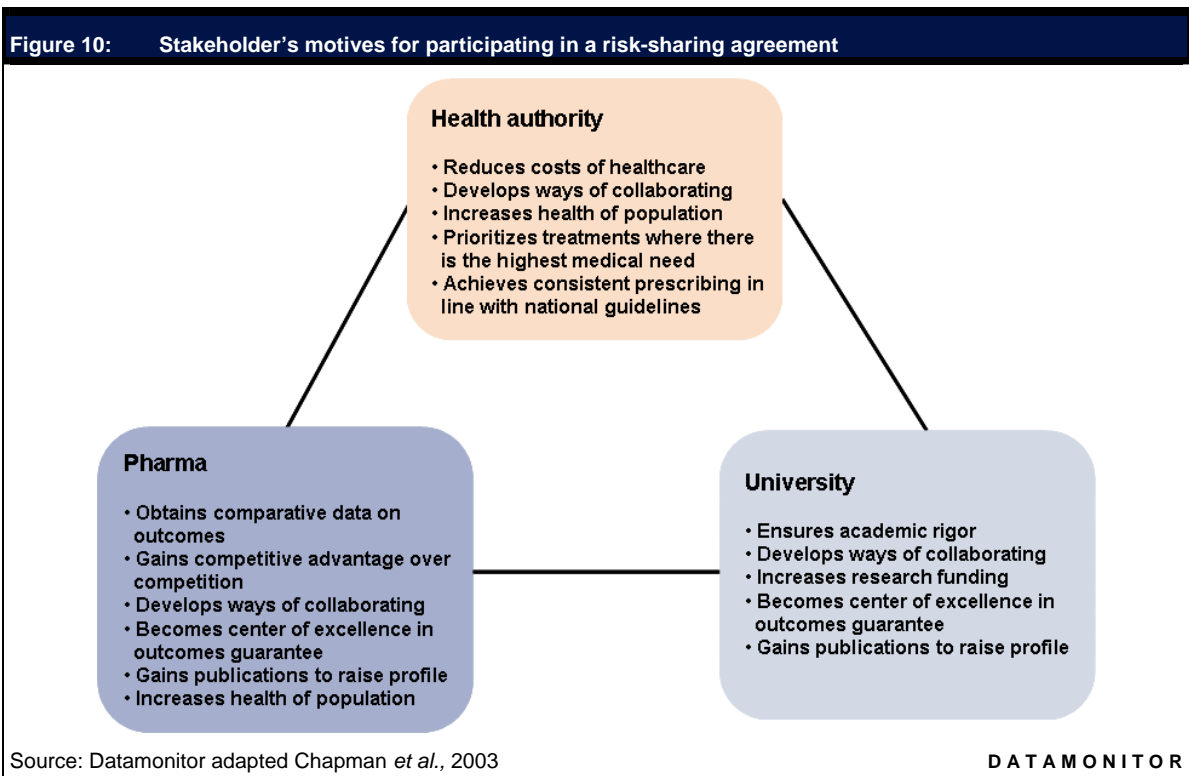 Figure 10: Stakeholder's motives for participating in a risk-sharing agreement
Health authority
• Reduces costs of healthcare
• Develops ways of collaborating
• Increases health of population
• Prioritizes treatments where there
is the highest medical need
• Achieves consistent prescribing in
line with national guidelines
Pharma
• Obtains comparative data on
outcomes
• Gains competitive advantage over
competition
• Develops ways of collaborating
• Becomes center of excellence in
outcomes guarantee
• Gains publications to raise profile
• Increases health of population
University
• Ensures academic rigor
• Develops ways of collaborating
• Increases research funding
• Becomes center of excellence in
outcomes guarantee
• Gains publications to raise profile
Source: Datamonitor adapted Chapman et al., 2003
DATAMONITOR